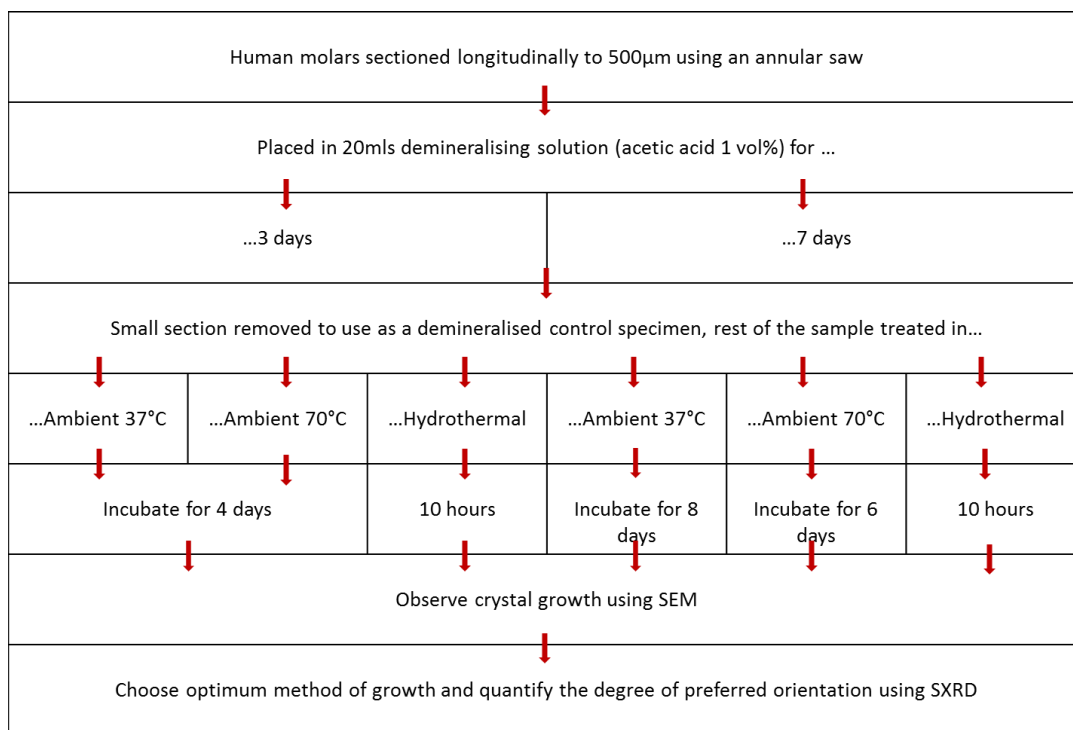 Human molars sectioned longitudinally to 500µm using an annular saw
Placed in 20mls demineralising solution (acetic acid 1 vol%) for ...
...3 days
...7 days
Small section removed to use as a demineralised control specimen, rest of the sample treated in...
...Ambient 37°C
...Ambient 70°C
...Hydrothermal
...Ambient 37°C
...Ambient 70°C
...Hydrothermal
Incubate for 4 days
10 hours
Incubate for 8
days
Incubate for 6
days
10 hours
Observe crystal growth using SEM
Choose optimum method of growth and quantify the degree of preferred orientation using SXRD